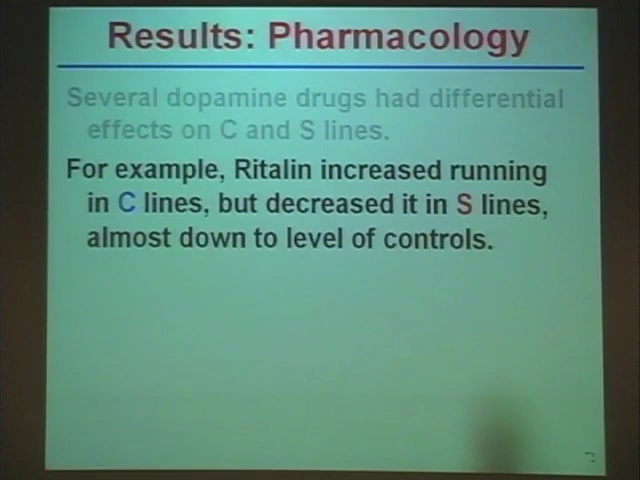 Results: Pharmacology
Several dopamine drugs had differential
effects on C and S lines.
For example, Ritalin increased running
in C lines, but decreased it in S lines,
almost down to level of controls.